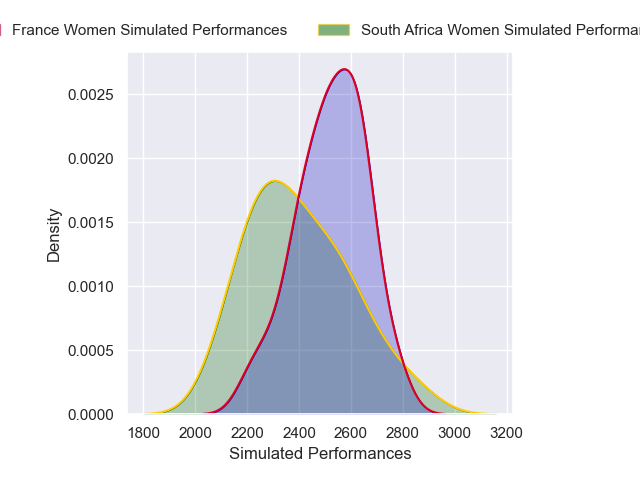 France Women Simulated Performances South Africa Women Simulated
0.0025
0.0020
0.0015
0.0010
0.0005
0.0000
Density
1800 2000 2200 2400 2600 2800 3000 3200
Simulated Performances